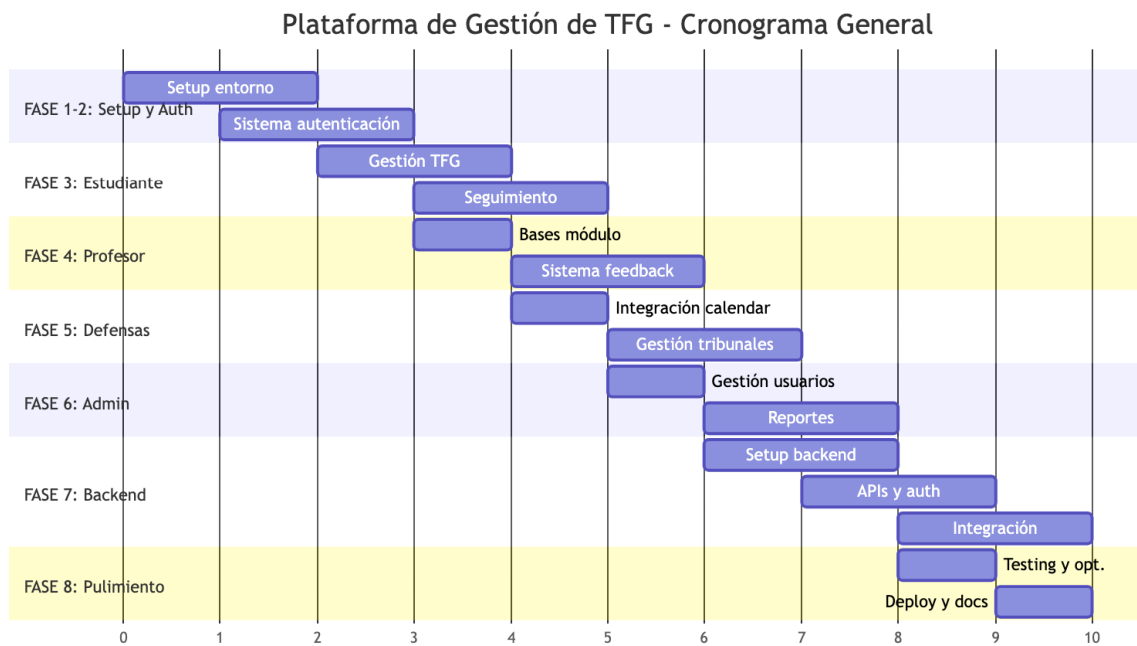 Plataforma de Gestión de TFG - Cronograma General
Setup entorno
FASE 1-2: Setup y Auth
Sistema autenticación
Gestión TFG
FASE 3: Estudiante
Seguimiento
Bases módulo
FASE 4: Profesor
Sistema feedback
Integración calendar
FASE 5: Defensas
Gestión tribunales
Gestión usuarios
FASE 6: Admin
Reportes
Setup backend
FASE 7: Backend
APIs y auth
Integración
Testing y opt.
FASE 8: Pulimiento
Deploy y docs
0 1 2 3 4 5 6 7 8 9 10